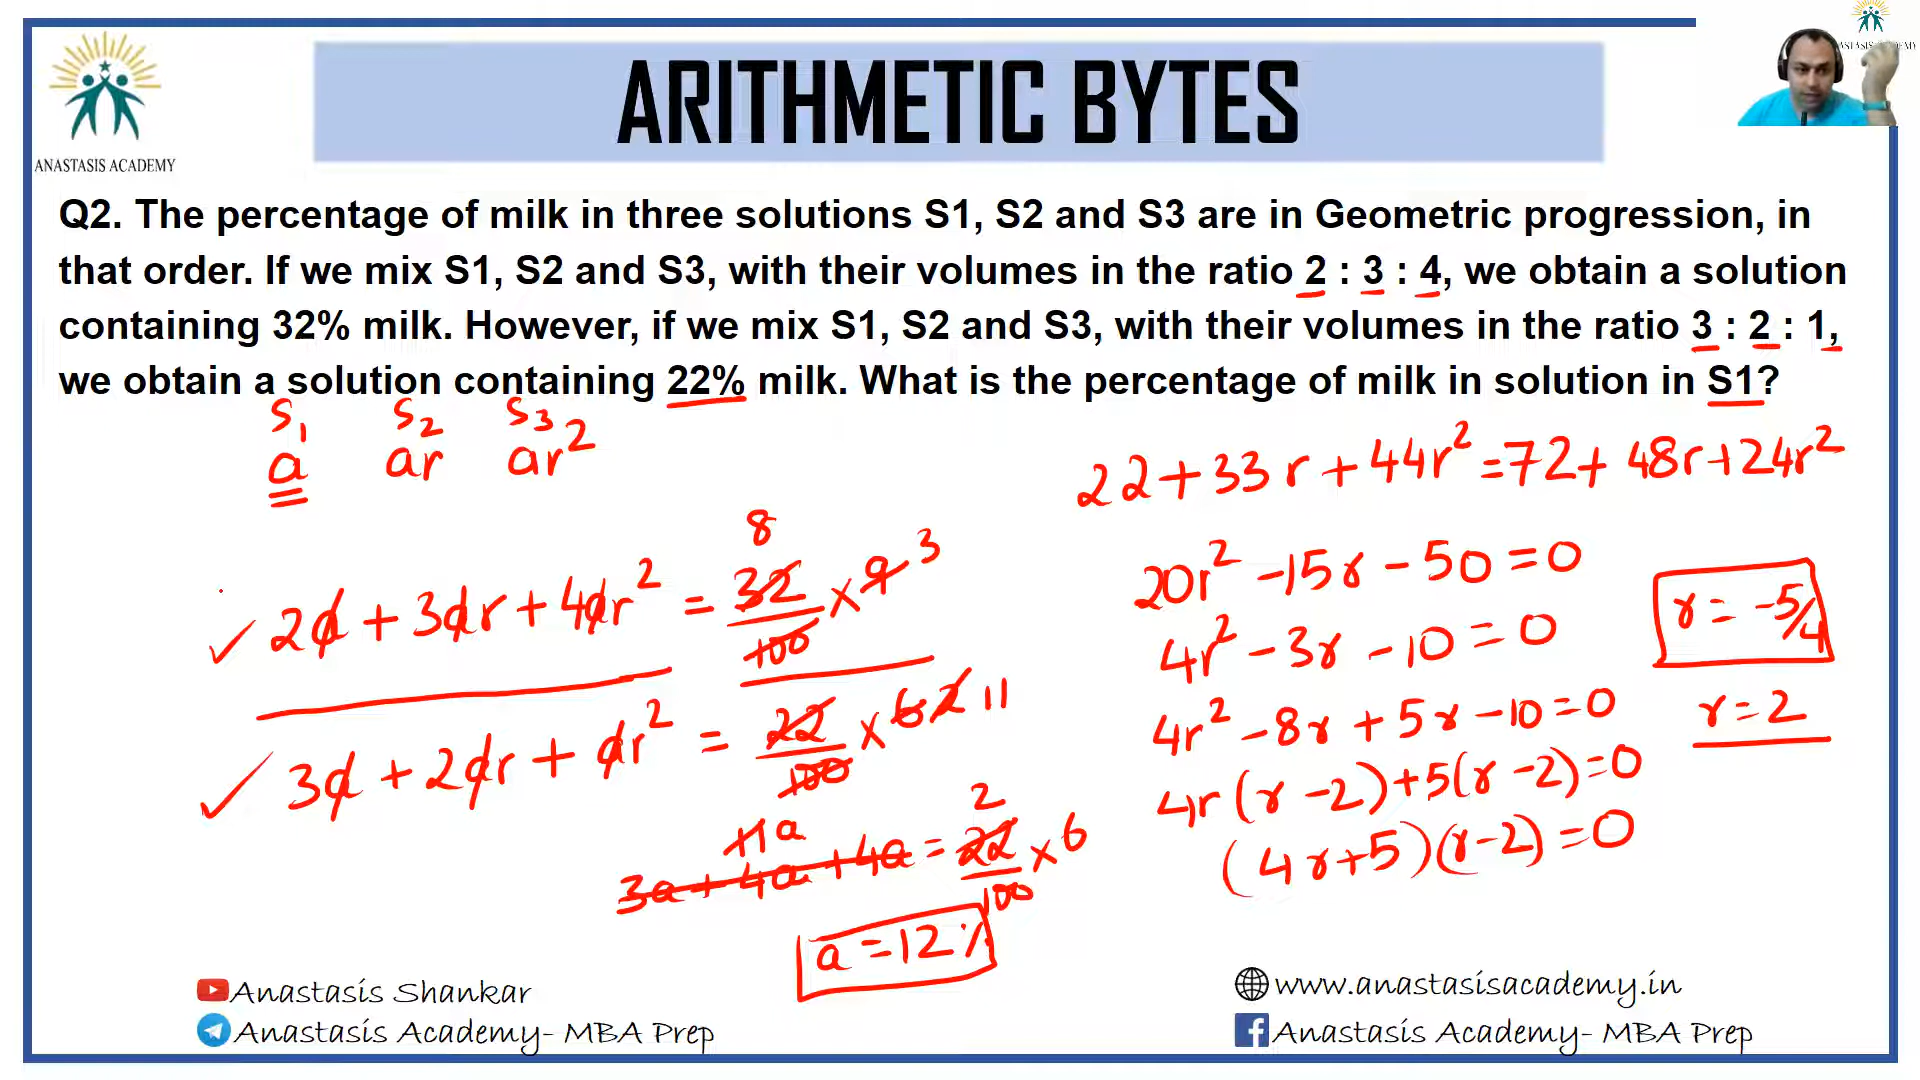 ARITHMETIC BYTES
ANASTASIS ACADEMY
Q2. The percentage of milk in three solutions S1, S2 and S3 are in Geometric progression, in
that order. If we mix S1, S2 and S3, with their volumes in the ratio 2 : 3 : 4, we obtain a solution
containing 32% milk. However, if we mix S1, S2 and S3, with their volumes in the ratio 3 : 2 : 1,
we obtain a solution containing 22% milk. What is the percentage of milk in solution in S1?
S1 S2 S3
a ar ar²
8
2a + 3ar + 4ar² = 32/100 × 9 3
3a + 2ar + ar² = 22/100 × 6 2 11
11a 2
3a + 4a + 4a = 22/100 × 6
a = 12%
22 + 33r + 44r² = 72 + 48r + 24r²
20r² - 15r - 50 = 0
4r² - 3r - 10 = 0
4r² - 8r + 5r - 10 = 0
4r(r - 2) + 5(r - 2) = 0
(4r + 5)(r - 2) = 0
r = -5/4
r = 2
Anastasis Shankar
Anastasis Academy- MBA Prep
www.anastasisacademy.in
Anastasis Academy- MBA Prep